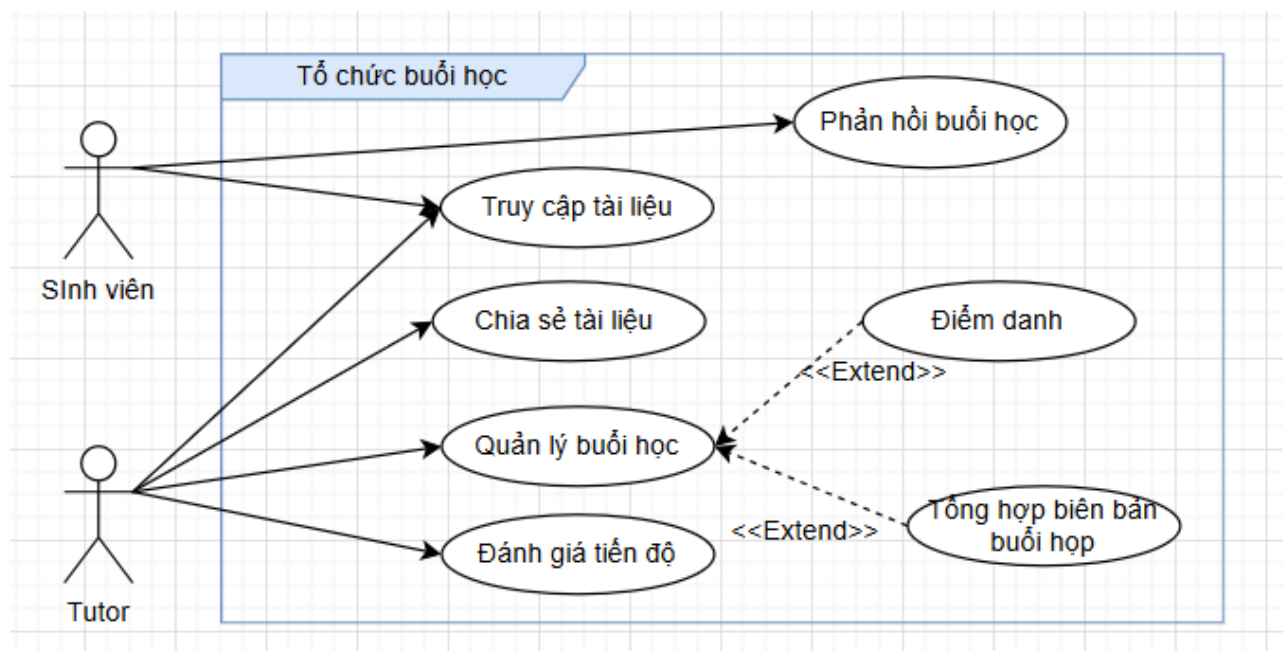 Tổ chức buổi học
Phản hồi buổi học
Truy cập tài liệu
SInh viên
Chia sẻ tài liệu
Điểm danh
<<Extend>>
Quản lý buổi học
<<Extend>>
Tổng hợp biên bản
buổi họp
Đánh giá tiến độ
Tutor